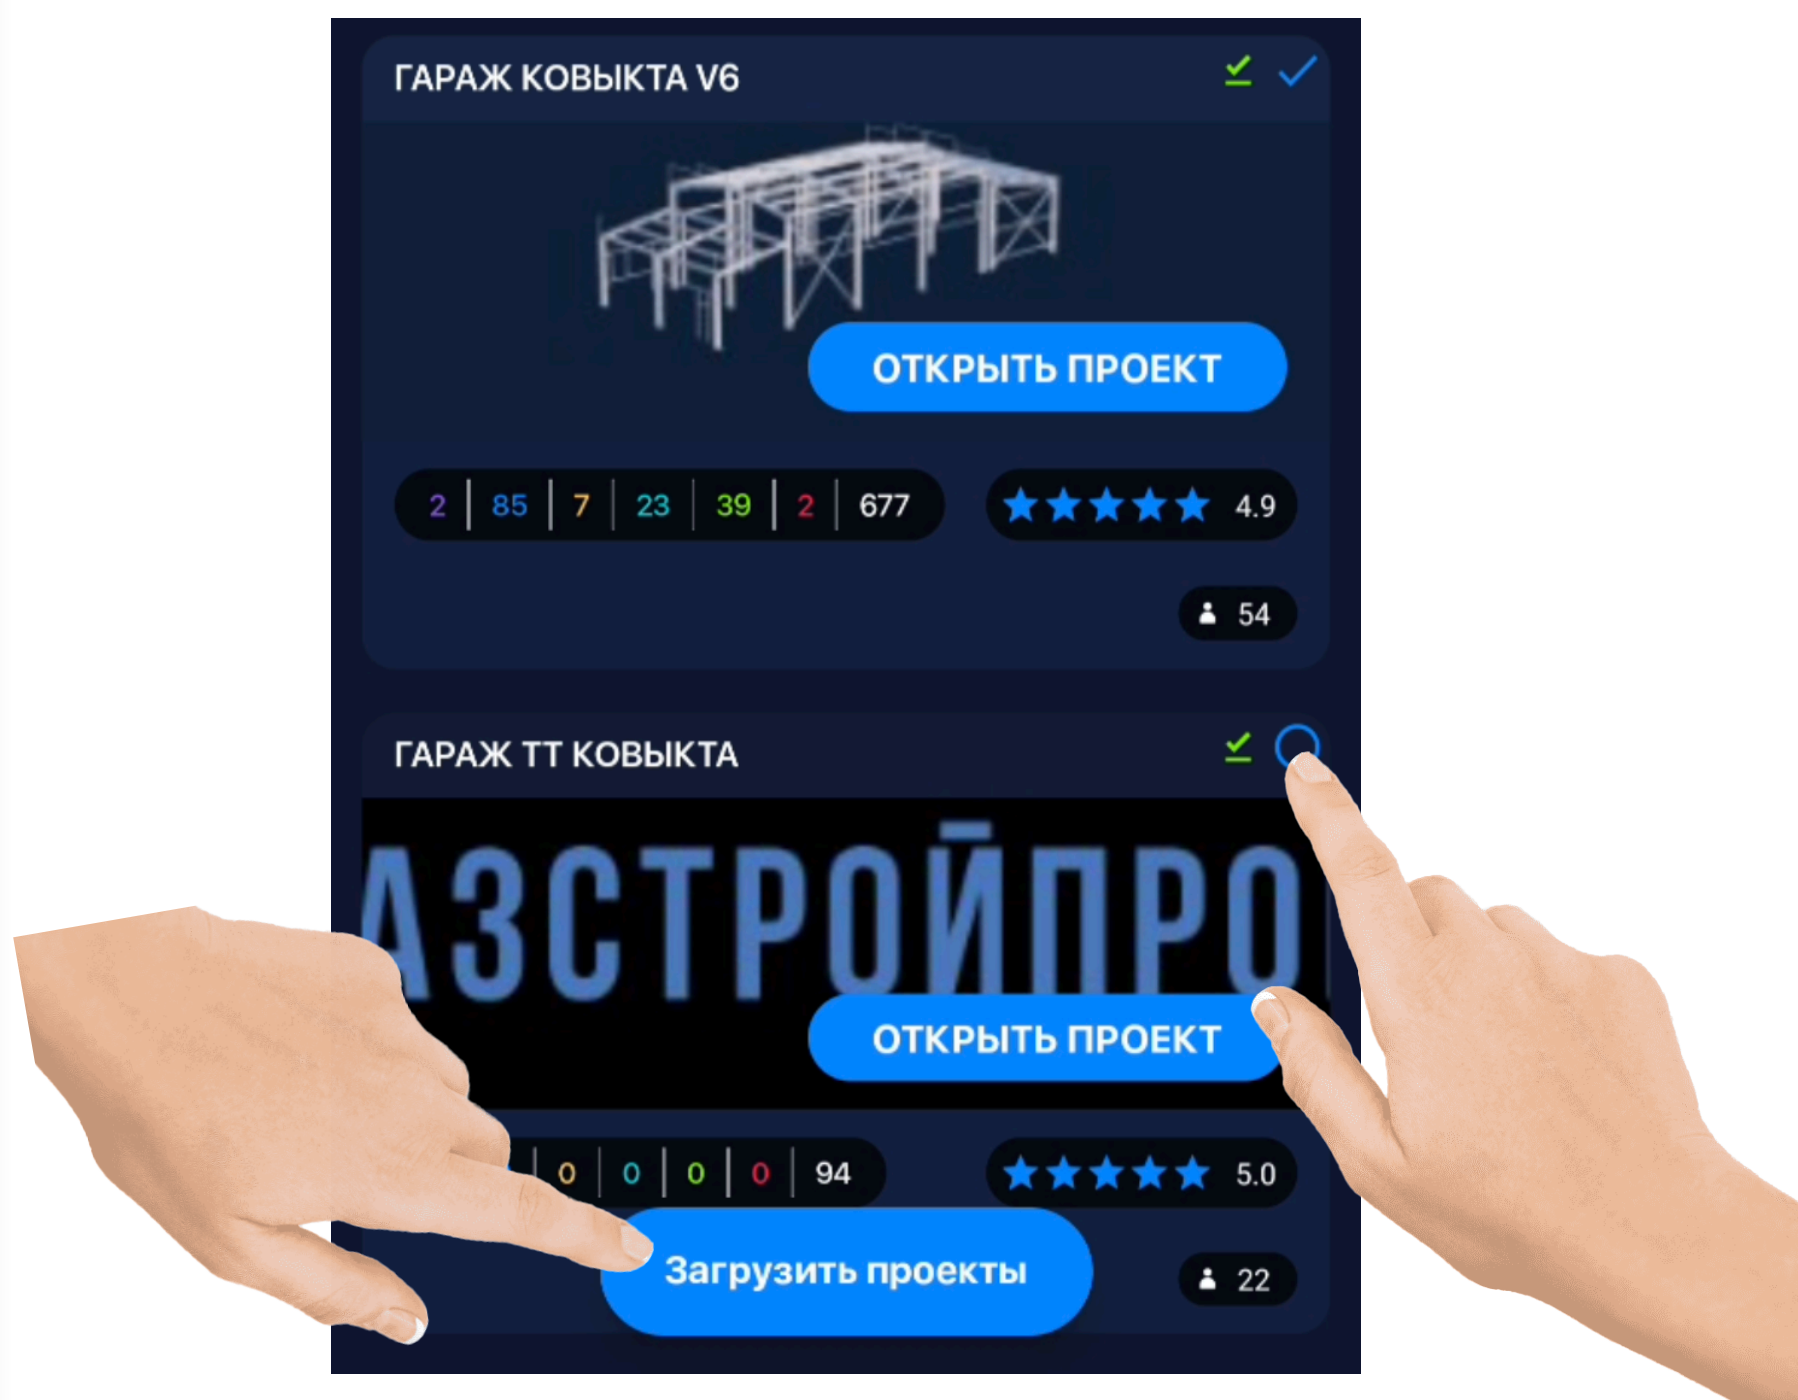 ГАРАЖ КОВЫКТА V6
ОТКРЫТЬ ПРОЕКТ
2 85 7 23 39 2 677
4.9
54
ГАРАЖ ТТ КОВЫКТА
АЗСТРОЙПРО
ОТКРЫТЬ ПРОЕКТ
0 0 0 0 94
5.0
Загрузить проекты
22